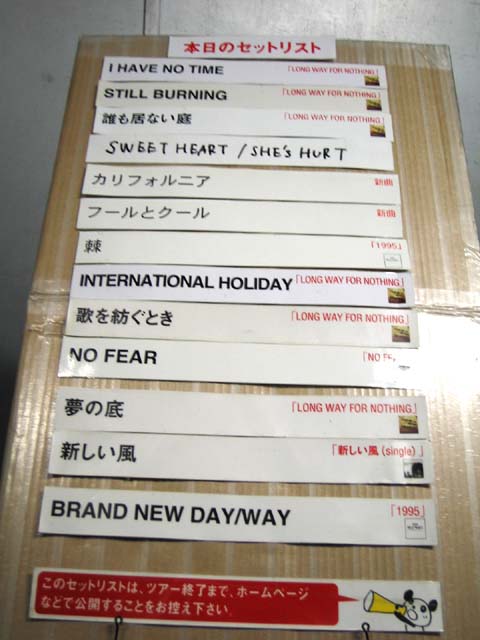 本日のセットリスト
I HAVE NO TIME 「LONG WAY FOR NOTHING」
STILL BURNING 「LONG WAY FOR NOTHING」
誰も居ない庭 「LONG WAY FOR NOTHING」
SWEET HEART / SHE'S HURT
カリフォルニア 新曲
フールとクール 新曲
棘 「1995」
INTERNATIONAL HOLIDAY 「LONG WAY FOR NOTHING」
歌を紡ぐとき 「LONG WAY FOR NOTHING」
NO FEAR 「NO
夢の底 「LONG WAY FOR NOTHING」
新しい風 「新しい風（single）」
BRAND NEW DAY/WAY 「1995」
このセットリストは、ツアー終了まで、ホームページ
などで公開することをお控え下さい。